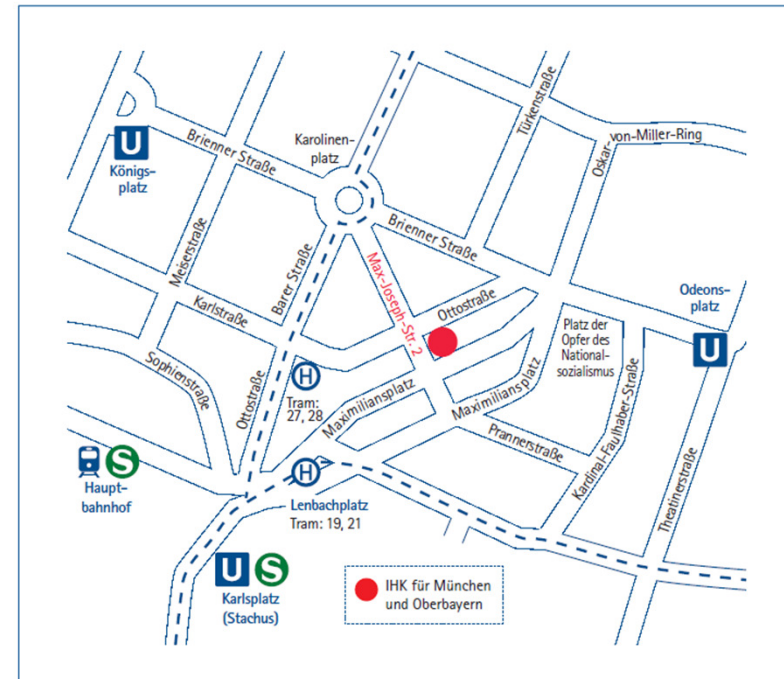 Türkenstraße
Oskar-von-Miller-Ring
Karolinen-
platz
U
Brienner Straße
Königs-
platz
Brienner Straße
Meiserstraße
Barer Straße
Max-Joseph-Str. 2
Odeons-
platz
Karlstraße
Ottostraße
Platz der
Opfer des
National-
sozialismus
U
Sophienstraße
Ottostraße
H
Tram:
27, 28
Maximiliansplatz
Maximiliansplatz
Kardinal-Faulhaber-Straße
Prannerstraße
Theatinerstraße
S
Haupt-
bahnhof
H
Lenbachplatz
Tram: 19, 21
U S
Karlsplatz
(Stachus)
IHK für München
und Oberbayern